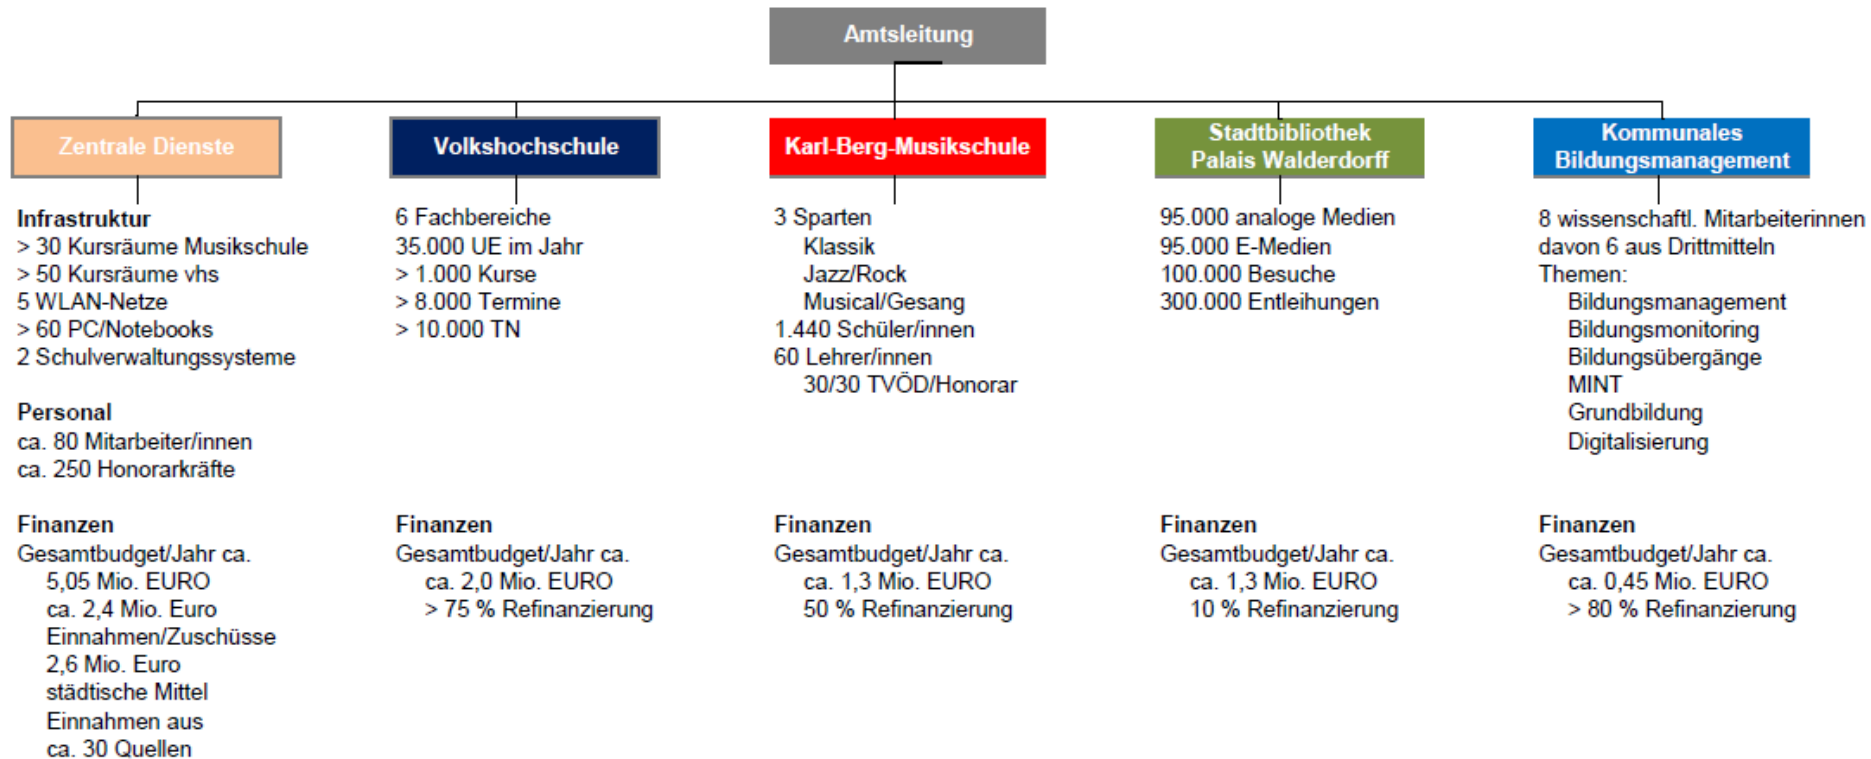 Amtsleitung
Zentrale Dienste
Infrastruktur
> 30 Kursräume Musikschule
> 50 Kursräume vhs
5 WLAN-Netze
> 60 PC/Notebooks
2 Schulverwaltungssysteme
Personal
ca. 80 Mitarbeiter/innen
ca. 250 Honorarkräfte
Finanzen
Gesamtbudget/Jahr ca.
5,05 Mio. EURO
ca. 2,4 Mio. Euro
Einnahmen/Zuschüsse
2,6 Mio. Euro
städtische Mittel
Einnahmen aus
ca. 30 Quellen
Volkshochschule
6 Fachbereiche
35.000 UE im Jahr
> 1.000 Kurse
> 8.000 Termine
> 10.000 TN
Finanzen
Gesamtbudget/Jahr ca.
ca. 2,0 Mio. EURO
> 75 % Refinanzierung
Karl-Berg-Musikschule
3 Sparten
Klassik
Jazz/Rock
Musical/Gesang
1.440 Schüler/innen
60 Lehrer/innen
30/30 TVÖD/Honorar
Finanzen
Gesamtbudget/Jahr ca.
ca. 1,3 Mio. EURO
50 % Refinanzierung
Stadtbibliothek
Palais Walderdorff
95.000 analoge Medien
95.000 E-Medien
100.000 Besuche
300.000 Entleihungen
Finanzen
Gesamtbudget/Jahr ca.
ca. 1,3 Mio. EURO
10 % Refinanzierung
Kommunales
Bildungsmanagement
8 wissenschaftl. Mitarbeiterinnen
davon 6 aus Drittmitteln
Themen:
Bildungsmanagement
Bildungsmonitoring
Bildungsübergänge
MINT
Grundbildung
Digitalisierung
Finanzen
Gesamtbudget/Jahr ca.
ca. 0,45 Mio. EURO
> 80 % Refinanzierung